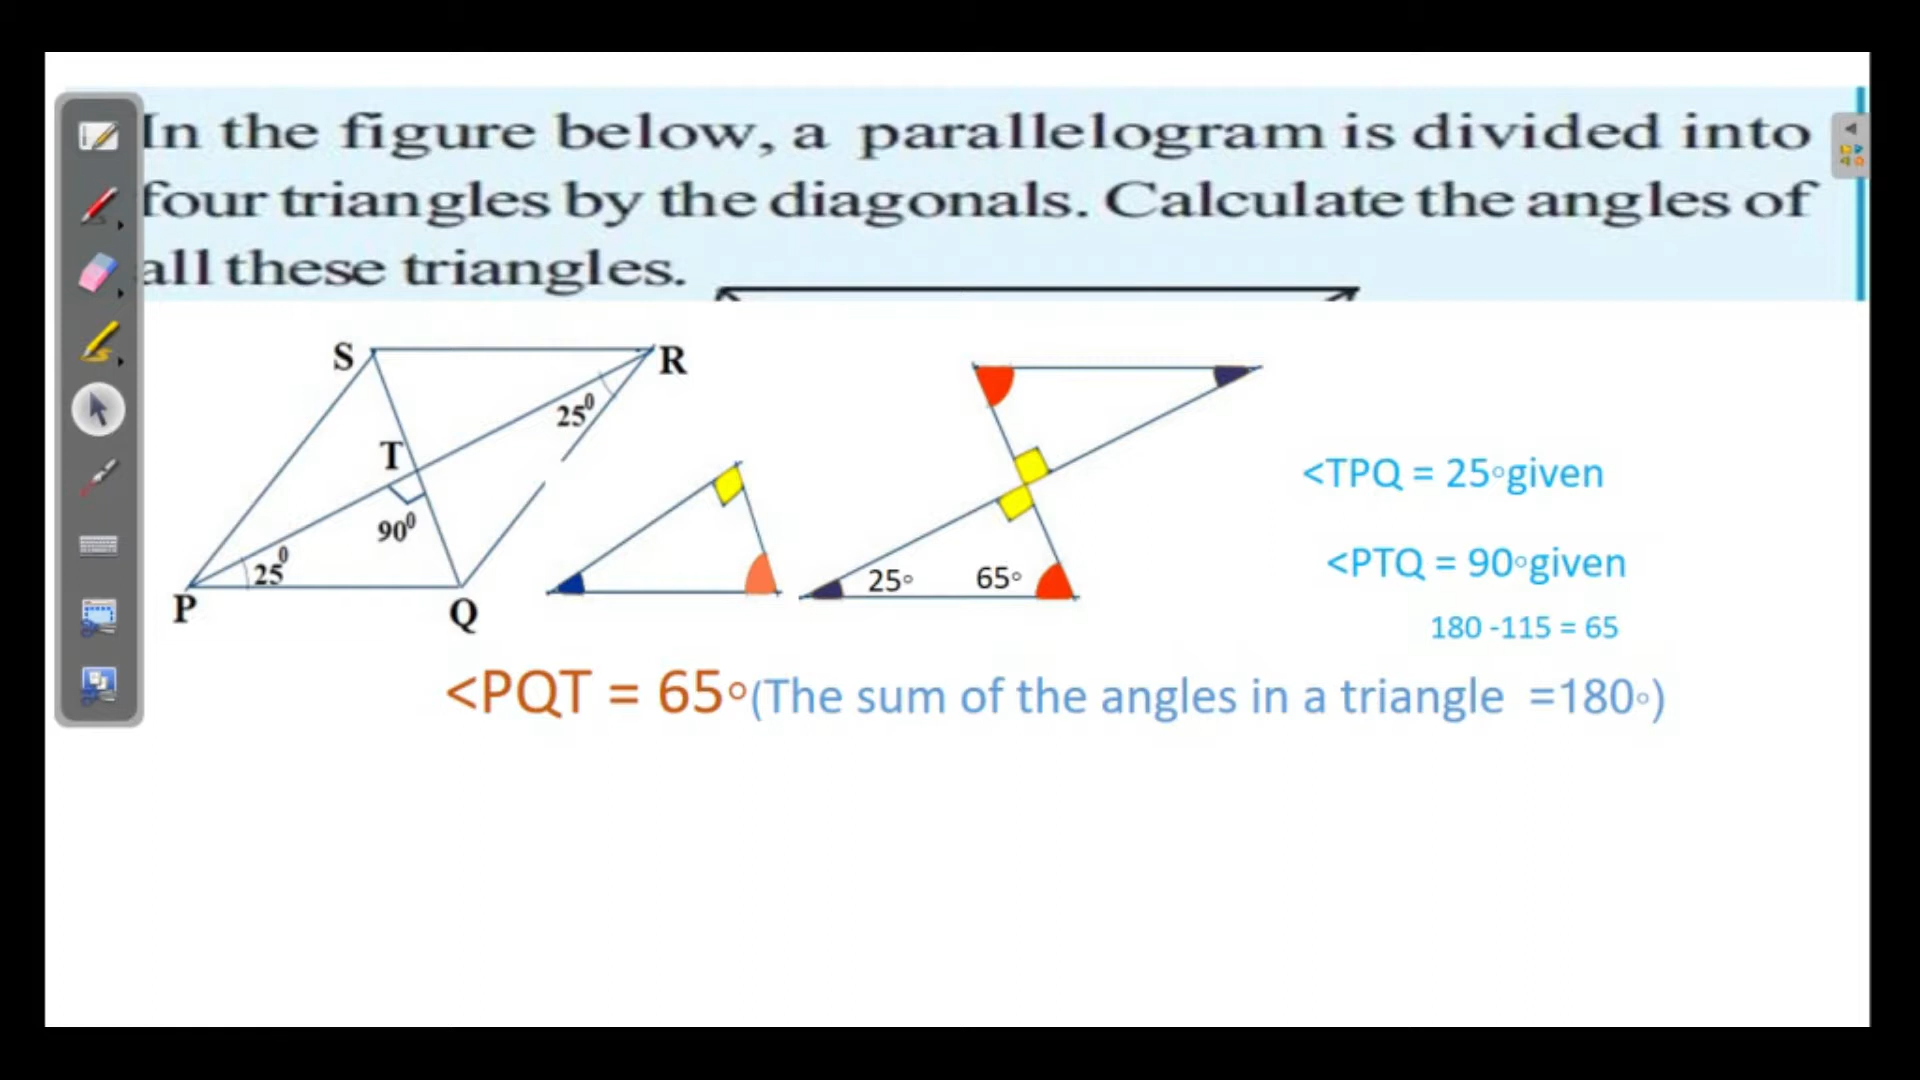 In the figure below, a parallelogram is divided into
four triangles by the diagonals. Calculate the angles of
all these triangles.
S
R
25⁰
T
90⁰
25⁰
P
Q
25◦
65◦
<TPQ = 25◦given
<PTQ = 90◦given
180 -115 = 65
<PQT = 65◦(The sum of the angles in a triangle =180◦)